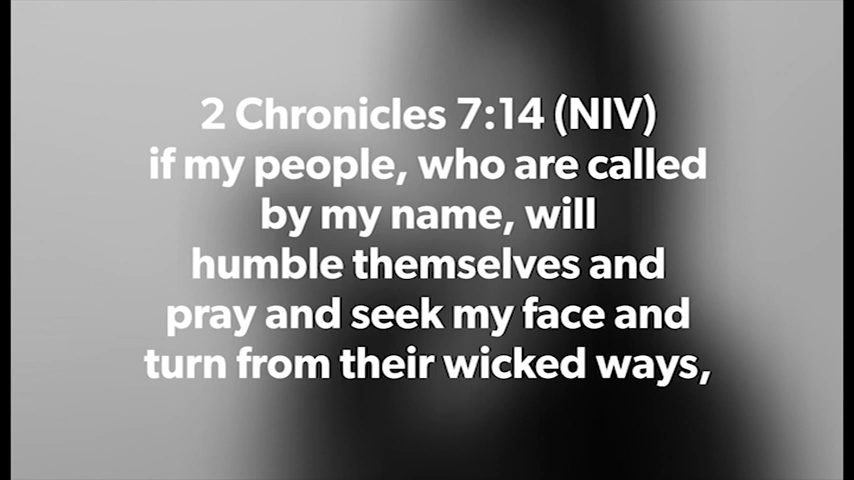 2 Chronicles 7:14 (NIV)
if my people, who are called
by my name, will
humble themselves and
pray and seek my face and
turn from their wicked ways,